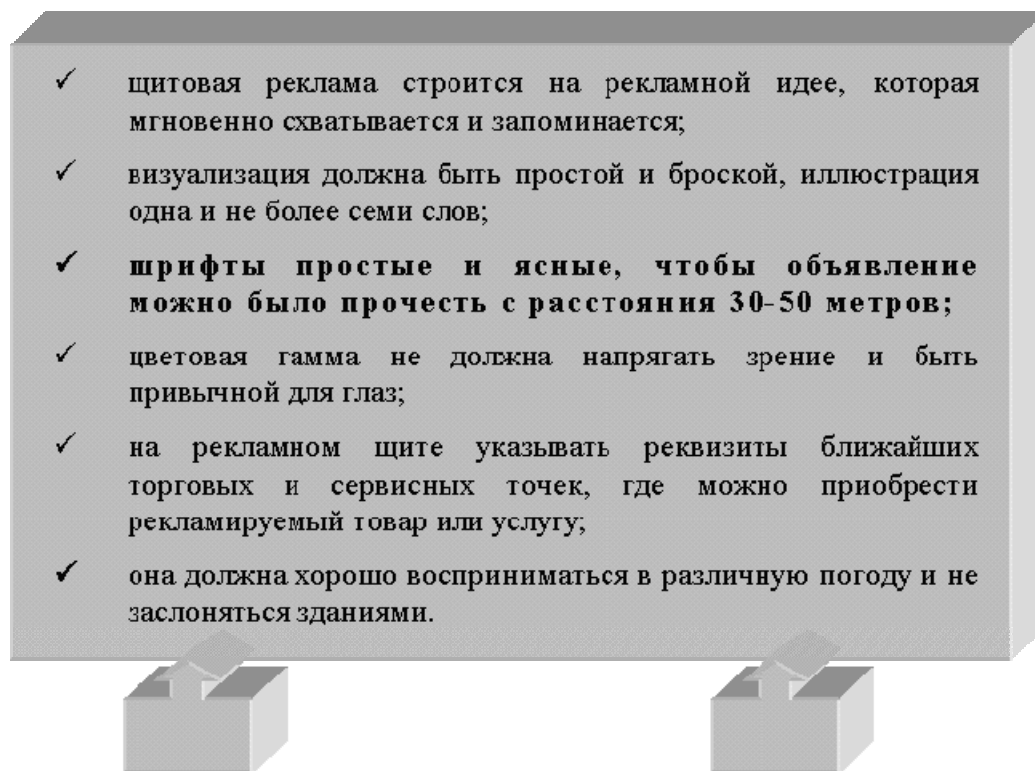 ✓ щитовая реклама строится на рекламной идее, которая
мгновенно схватывается и запоминается;
✓ визуализация должна быть простой и броской, иллюстрация
одна и не более семи слов;
✓ шрифты простые и ясные, чтобы объявление
можно было прочесть с расстояния 30-50 метров;
✓ цветовая гамма не должна напрягать зрение и быть
привычной для глаз;
✓ на рекламном щите указывать реквизиты ближайших
торговых и сервисных точек, где можно приобрести
рекламируемый товар или услугу;
✓ она должна хорошо восприниматься в различную погоду и не
заслоняться зданиями.